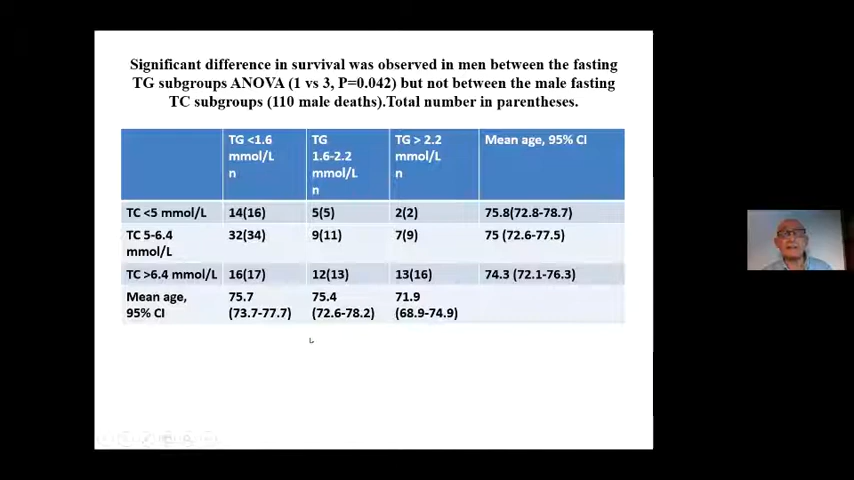 Significant difference in survival was observed in men between the fasting
TG subgroups ANOVA (1 vs 3, P=0.042) but not between the male fasting
TC subgroups (110 male deaths).Total number in parentheses.
TG <1.6 mmol/L n | TG 1.6-2.2 mmol/L n | TG > 2.2 mmol/L n | Mean age, 95% CI
TC <5 mmol/L | 14(16) | 5(5) | 2(2) | 75.8(72.8-78.7)
TC 5-6.4 mmol/L | 32(34) | 9(11) | 7(9) | 75 (72.6-77.5)
TC >6.4 mmol/L | 16(17) | 12(13) | 13(16) | 74.3 (72.1-76.3)
Mean age, 95% CI | 75.7 (73.7-77.7) | 75.4 (72.6-78.2) | 71.9 (68.9-74.9)